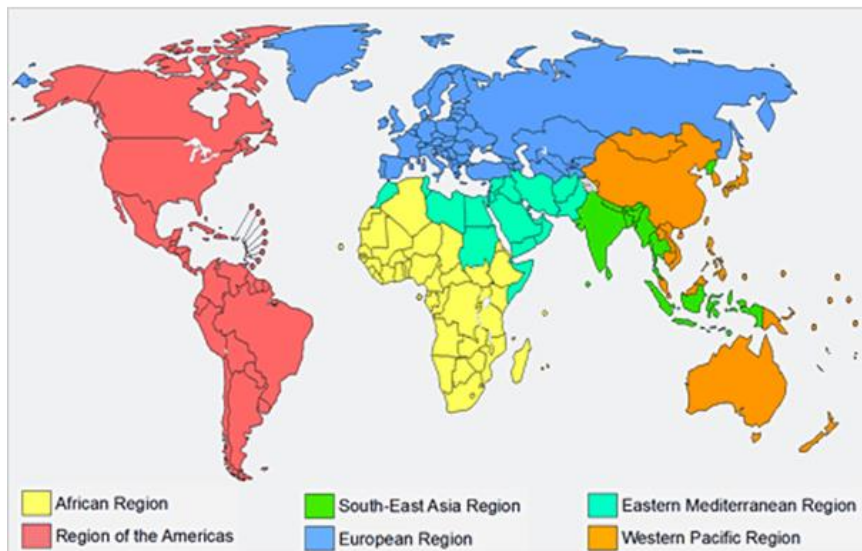 African Region
South-East Asia Region
Eastern Mediterranean Region
Region of the Americas
European Region
Western Pacific Region